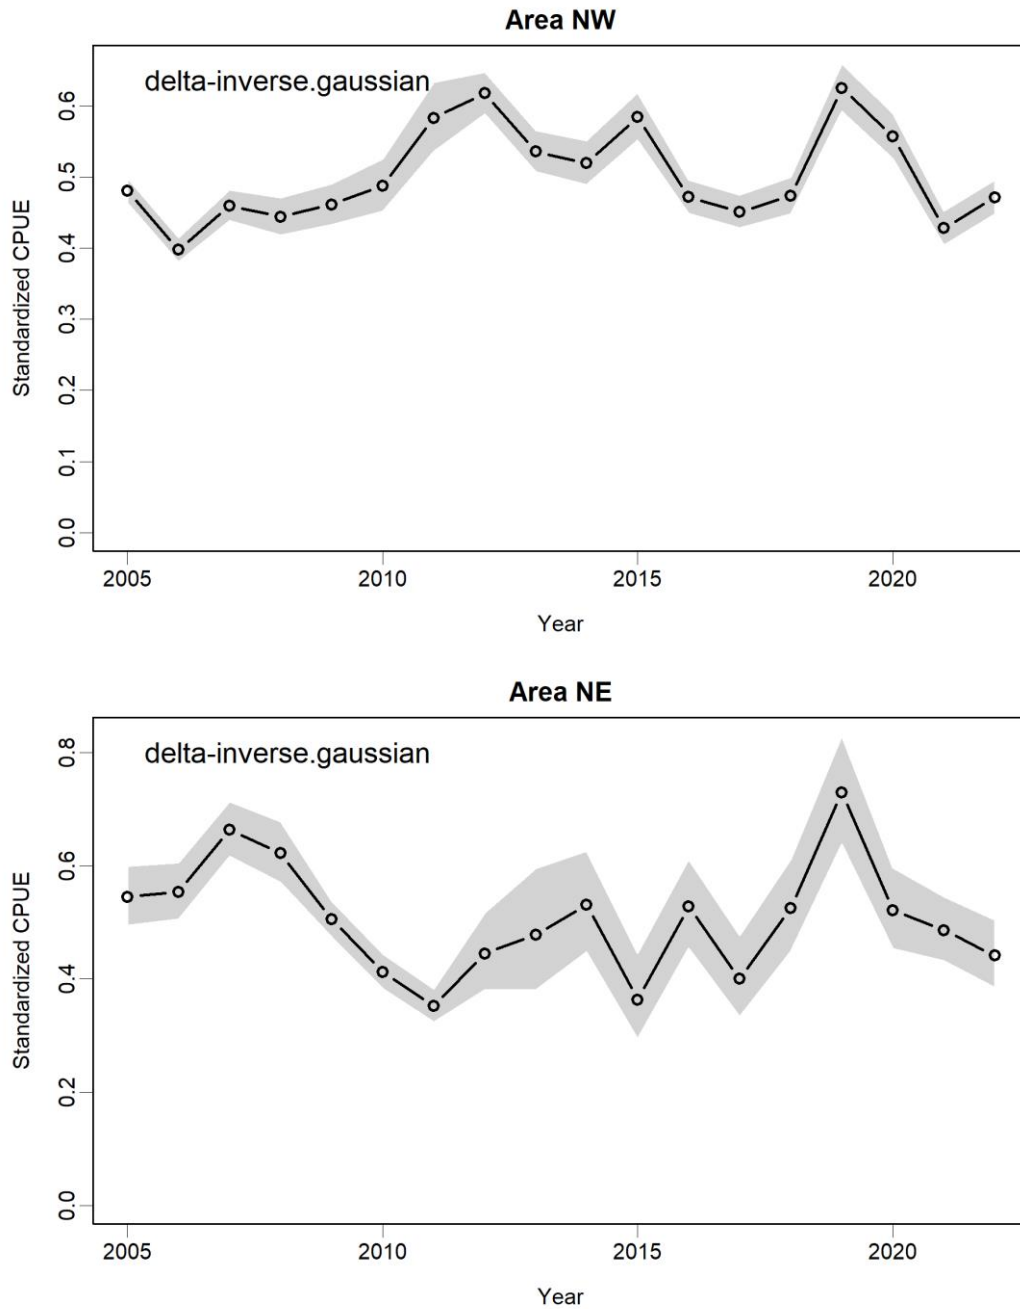 Area NW
delta-inverse.gaussian
Standardized CPUE
0.6
0.5
0.4
0.3
0.2
0.1
0.0
2005 2010 2015 2020
Year
Area NE
delta-inverse.gaussian
Standardized CPUE
0.8
0.6
0.4
0.2
0.0
2005 2010 2015 2020
Year